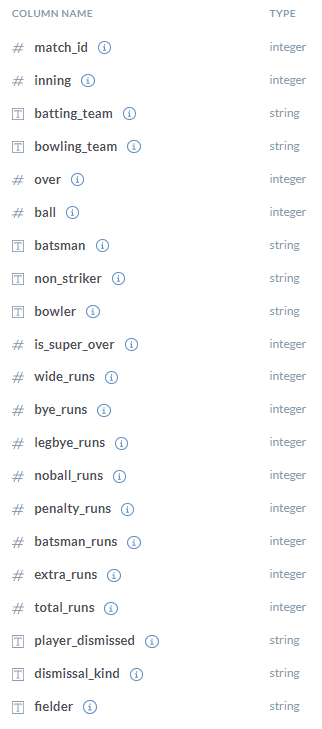 COLUMN NAME TYPE
# match_id integer
# inning integer
T batting_team string
T bowling_team string
# over integer
# ball integer
T batsman string
T non_striker string
T bowler string
# is_super_over integer
# wide_runs integer
# bye_runs integer
# legbye_runs integer
# noball_runs integer
# penalty_runs integer
# batsman_runs integer
# extra_runs integer
# total_runs integer
T player_dismissed string
T dismissal_kind string
T fielder string